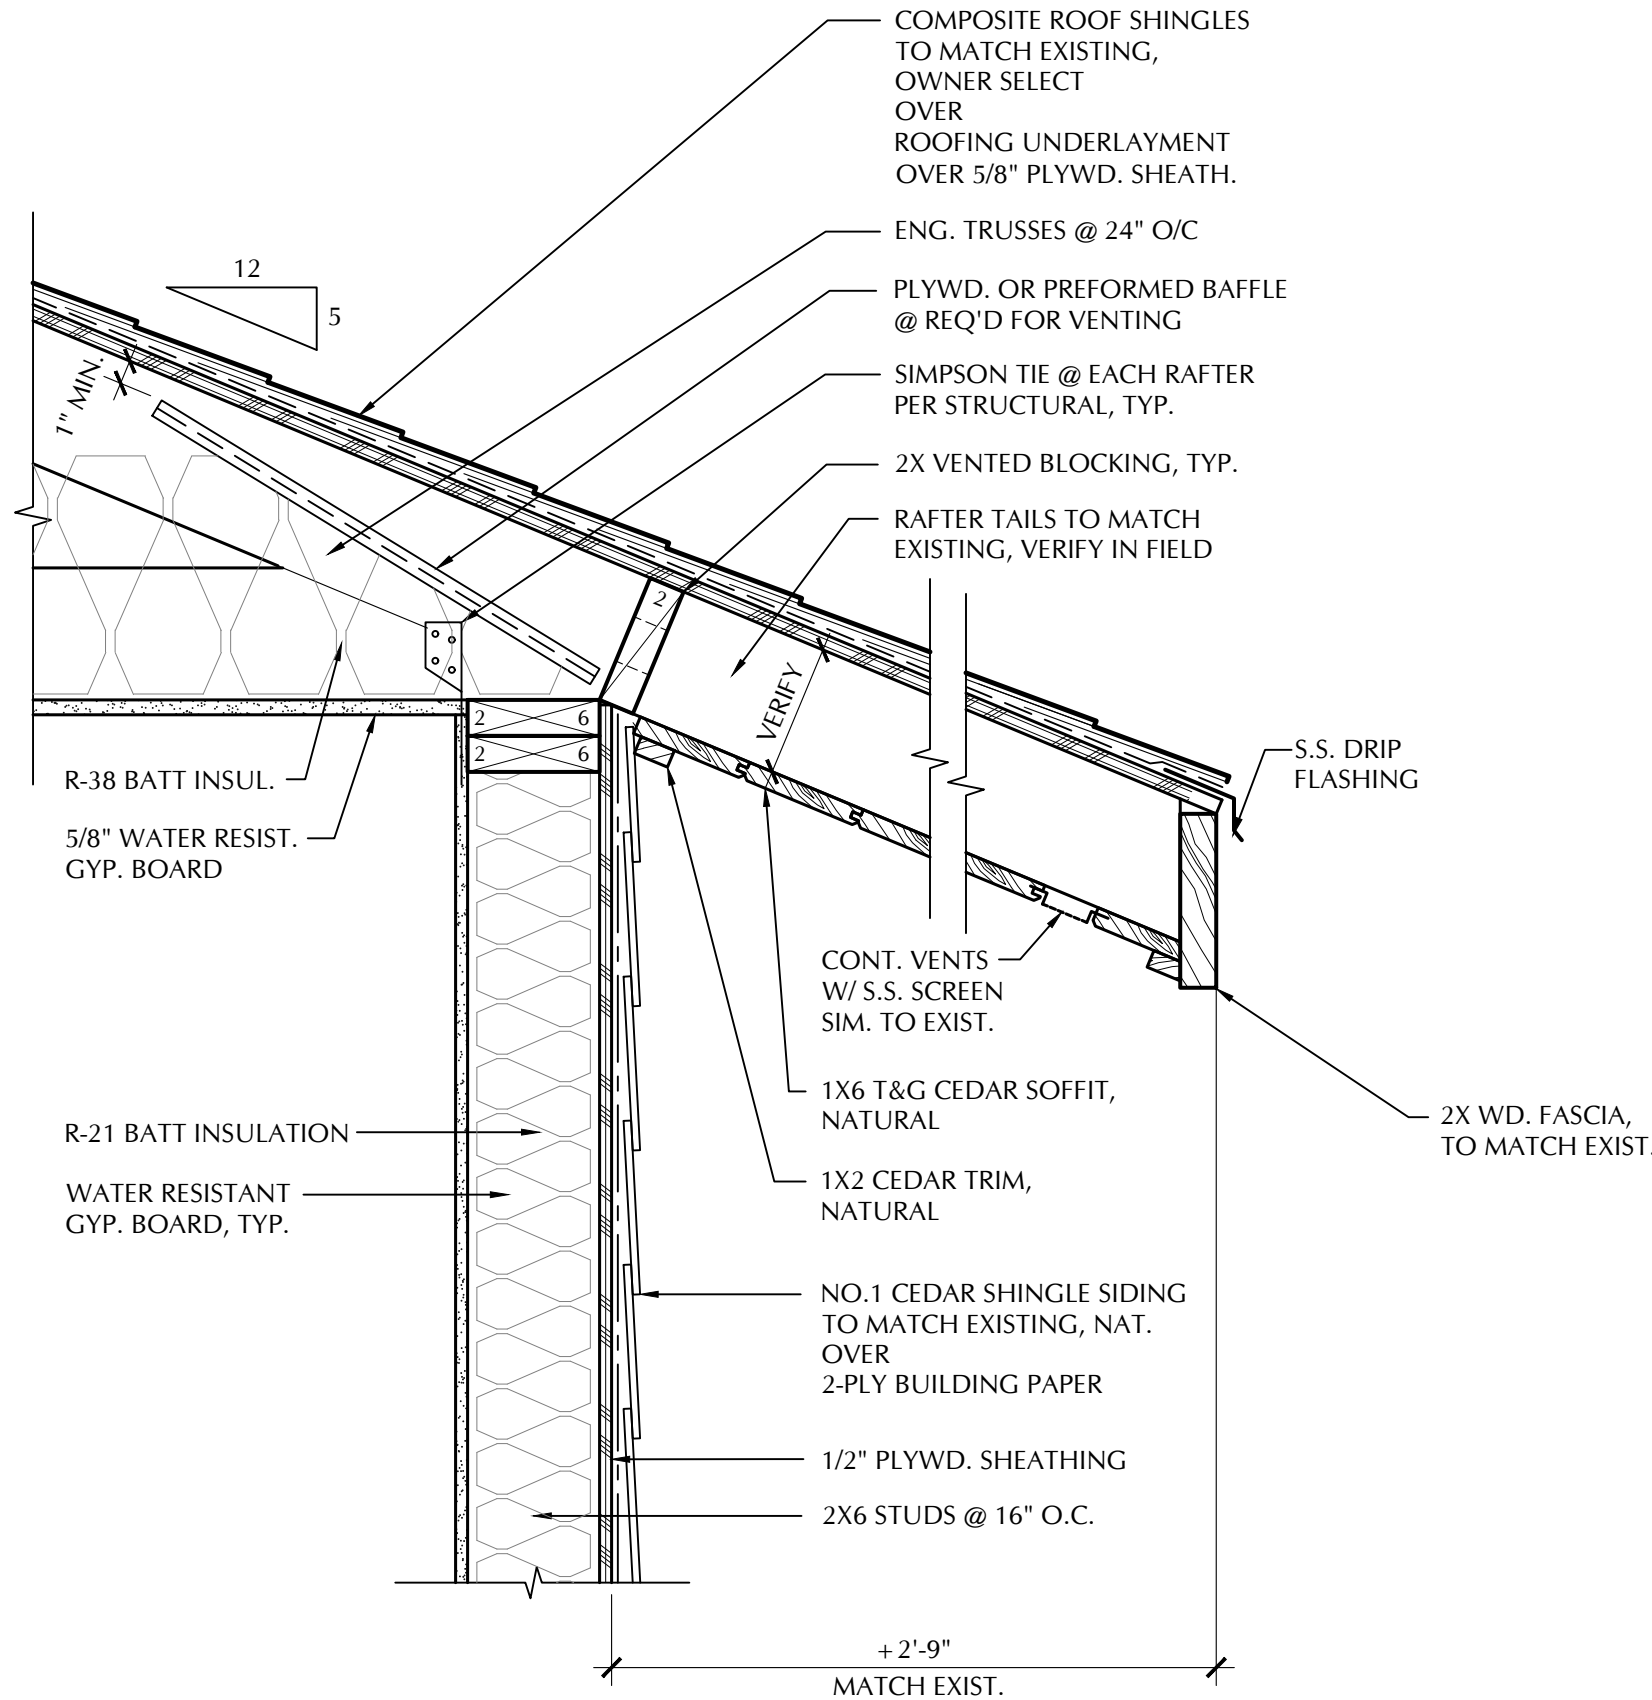 COMPOSITE ROOF SHINGLES
TO MATCH EXISTING,
OWNER SELECT
OVER
ROOFING UNDERLAYMENT
OVER 5/8" PLYWD. SHEATH.
ENG. TRUSSES @ 24" O/C
12
5
PLYWD. OR PREFORMED BAFFLE
@ REQ'D FOR VENTING
1" MIN.
SIMPSON TIE @ EACH RAFTER
PER STRUCTURAL, TYP.
2X VENTED BLOCKING, TYP.
RAFTER TAILS TO MATCH
EXISTING, VERIFY IN FIELD
2
VERIFY
2 6
2 6
S.S. DRIP
FLASHING
R-38 BATT INSUL.
5/8" WATER RESIST.
GYP. BOARD
CONT. VENTS
W/ S.S. SCREEN
SIM. TO EXIST.
1X6 T&G CEDAR SOFFIT,
NATURAL
2X WD. FASCIA,
TO MATCH EXIST.
R-21 BATT INSULATION
WATER RESISTANT
GYP. BOARD, TYP.
1X2 CEDAR TRIM,
NATURAL
NO.1 CEDAR SHINGLE SIDING
TO MATCH EXISTING, NAT.
OVER
2-PLY BUILDING PAPER
1/2" PLYWD. SHEATHING
2X6 STUDS @ 16" O.C.
+2'-9"
MATCH EXIST.